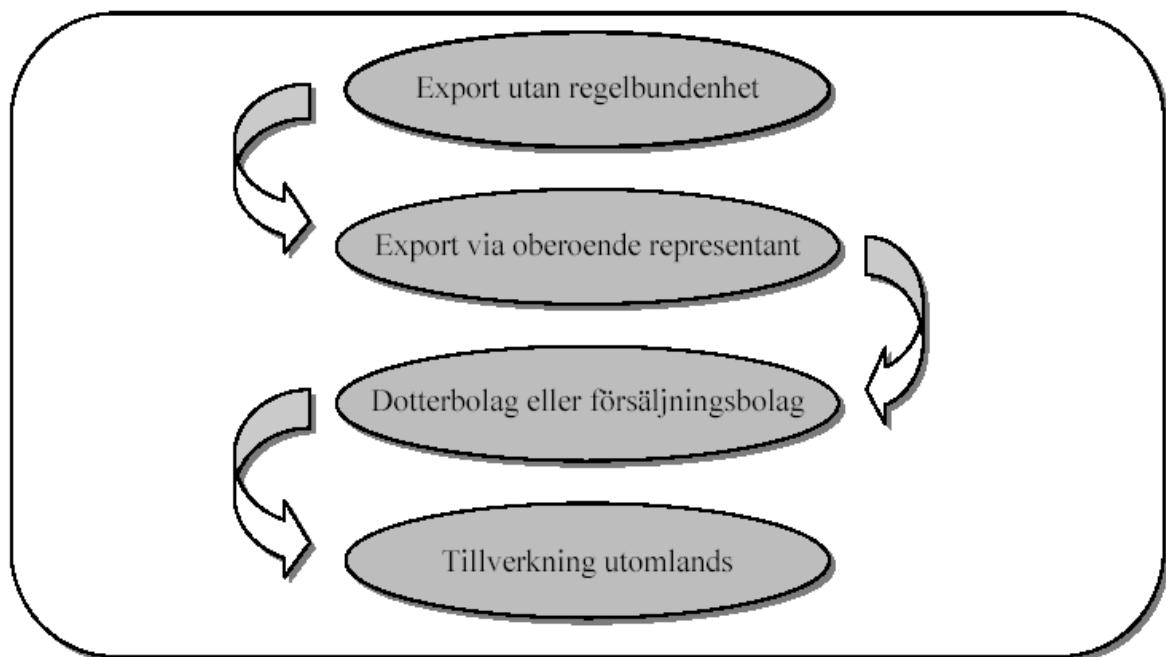 Export utan regelbundenhet
Export via oberoende representant
Dotterbolag eller försäljningsbolag
Tillverkning utomlands